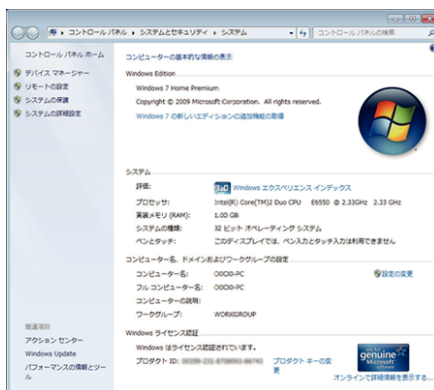 コントロール パネル ▸ システムとセキュリティ ▸ システム
コントロール パネルの検索
コントロール パネル ホーム
デバイス マネージャー
リモートの設定
システムの保護
システムの詳細設定
コンピューターの基本的な情報の表示
Windows Edition
Windows 7 Home Premium
Copyright © 2009 Microsoft Corporation. All rights reserved.
Windows 7 の新しいエディションの追加機能の取得
システム
評価: Windows エクスペリエンス インデックス
プロセッサ: Intel(R) Core(TM)2 Duo CPU E6550 @ 2.33GHz 2.33 GHz
実装メモリ (RAM): 1.00 GB
システムの種類: 32 ビット オペレーティング システム
ペンとタッチ: このディスプレイでは、ペン入力とタッチ入力は利用できません
コンピューター名、ドメインおよびワークグループの設定
コンピューター名: -PC
設定の変更
フル コンピューター名: -PC
コンピューターの説明:
ワークグループ: WORKGROUP
Windows ライセンス認証
Windows はライセンス認証されています。
プロダクト ID:
プロダクト キーの変
更
genuine
Microsoft
Software
オンラインで詳細情報を表示する...
関連項目
アクション センター
Windows Update
パフォーマンスの情報とツー
ル